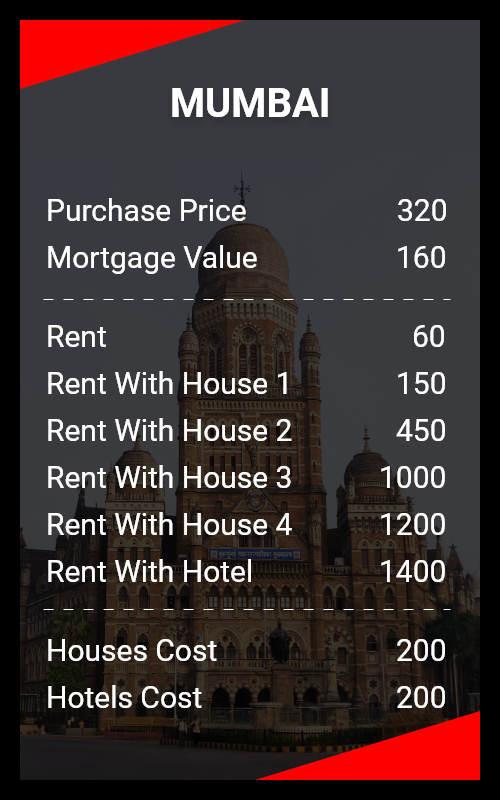 MUMBAI
Purchase Price 320
Mortgage Value 160
Rent 60
Rent With House 1 150
Rent With House 2 450
Rent With House 3 1000
Rent With House 4 1200
Rent With Hotel 1400
Houses Cost 200
Hotels Cost 200